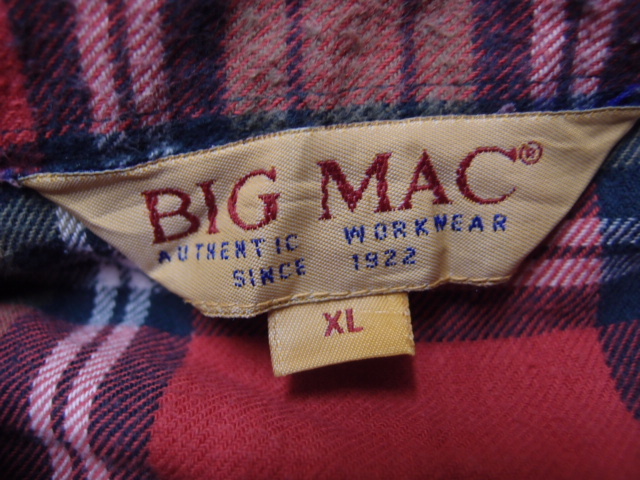 BIG MAC®
AUTHENTIC WORKWEAR
SINCE 1922
XL